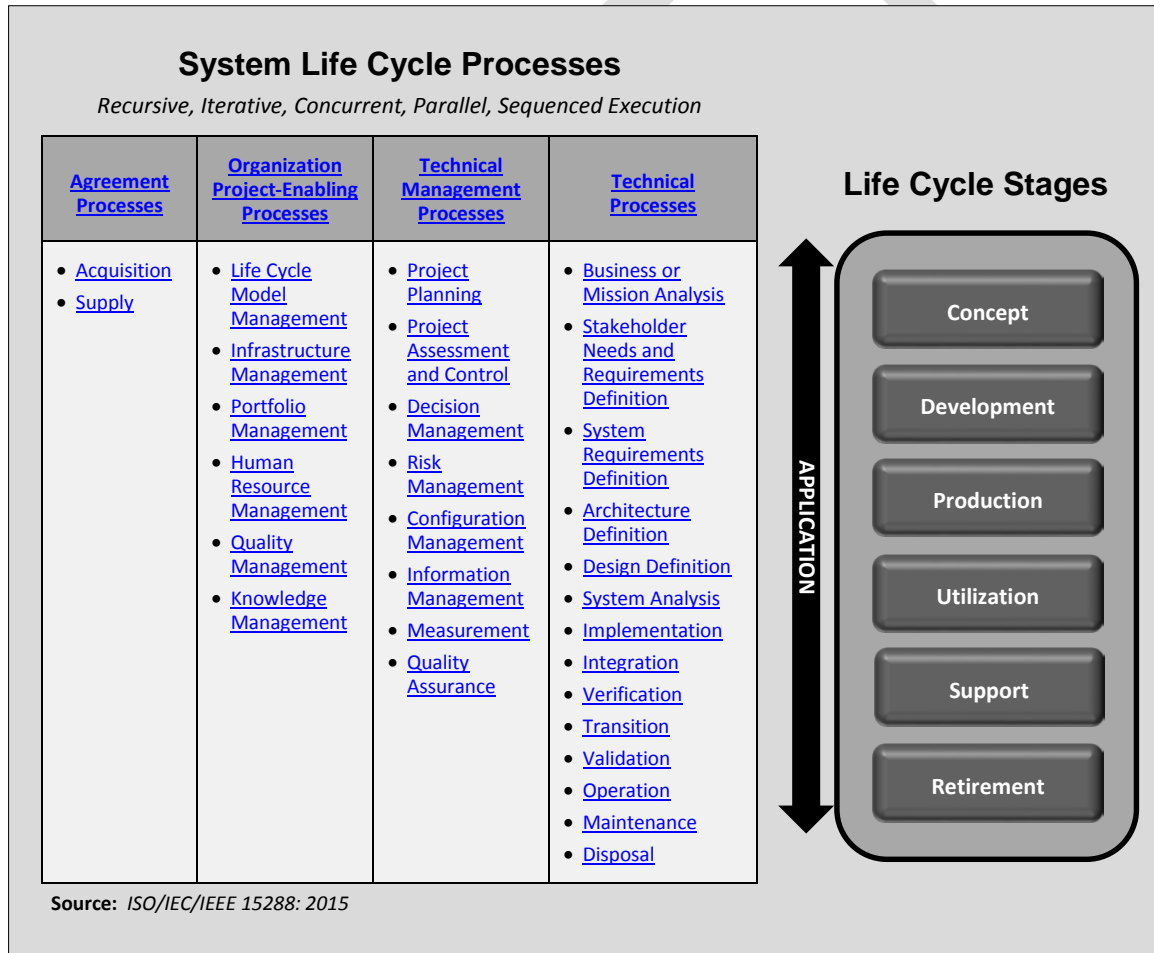 System Life Cycle Processes
Recursive, Iterative, Concurrent, Parallel, Sequenced Execution
Agreement
Processes
Organization
Project-Enabling
Processes
Technical
Management
Processes
Technical
Processes
• Acquisition
• Supply
• Life Cycle
Model
Management
• Infrastructure
Management
• Portfolio
Management
• Human
Resource
Management
• Quality
Management
• Knowledge
Management
• Project
Planning
• Project
Assessment
and Control
• Decision
Management
• Risk
Management
• Configuration
Management
• Information
Management
• Measurement
• Quality
Assurance
• Business or
Mission Analysis
• Stakeholder
Needs and
Requirements
Definition
• System
Requirements
Definition
• Architecture
Definition
• Design Definition
• System Analysis
• Implementation
• Integration
• Verification
• Transition
• Validation
• Operation
• Maintenance
• Disposal
Source: ISO/IEC/IEEE 15288: 2015
Life Cycle Stages
APPLICATION
Concept
Development
Production
Utilization
Support
Retirement